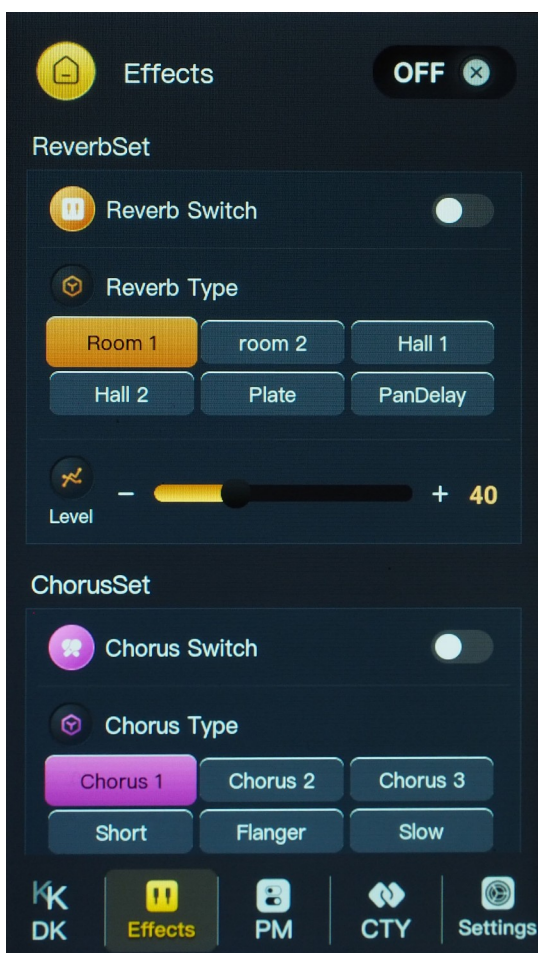 Effects
OFF
ReverbSet
Reverb Switch
Reverb Type
Room 1 room 2 Hall 1
Hall 2 Plate PanDelay
Level - + 40
ChorusSet
Chorus Switch
Chorus Type
Chorus 1 Chorus 2 Chorus 3
Short Flanger Slow
KK
DK Effects PM CTY Settings